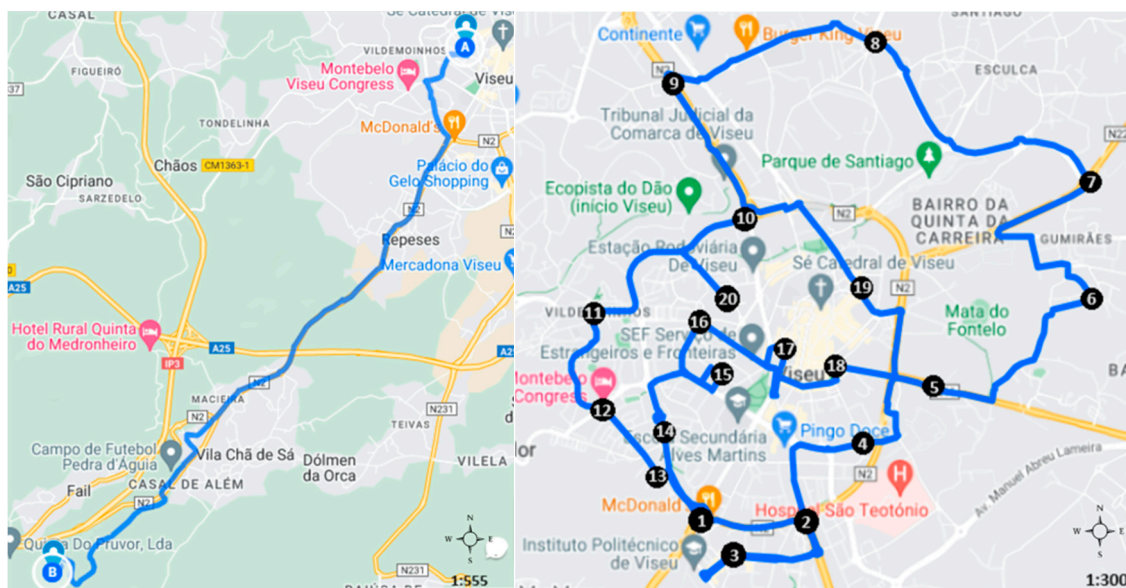 Sé Catedral de Viseu
A
VILDEMOINHOS
FIGUEIRÓ
Montebelo
Viseu Congress
Viseu
037
TONDELINHA
McDonald's
N2
Chãos
CM1363-1
Palácio do
Gelo Shopping
São Cipriano
SARZEDELO
N2
Repeses
Mercadona Viseu
A25
Hotel Rural Quinta
do Medronheiro
A25
IP3
N2
MACIEIRA
N2
N231
TEIVAS
Campo de Futebol
Pedra d'Águia
Vila Chã de Sá
Dólmen
da Orca
VILELA
Fail
CASAL DE ALÉM
N2
N W E S
Quinta Do Pruvor, Lda
B
N231
1:555
SANTIAGO
Continente
Burger King Viseu
8
ESCULCA
N2
9
Tribunal Judicial da
Comarca de Viseu
N22
Parque de Santiago
7
Ecopista do Dão
(início Viseu)
BAIRRO DA
QUINTA DA
CARREIRA
10
N2
GUMIRÃES
Estação Rodoviária
De Viseu
Sé Catedral de Viseu
19
N2
20
6
VILDEMOINHOS
11
16
Mata do
Fontelo
SEF Serviço de
Estrangeiros e Fronteiras
17
15
Viseu
18
5
Montebelo
Congress
12
14
Pingo Doce
4
Escola Secundária
Alves Martins
13
McDonald
Hospital São Teotónio
Av. Manuel Abreu Lameira
1
N2
2
Instituto Politécnico
de Viseu
3
N W E S
1:300